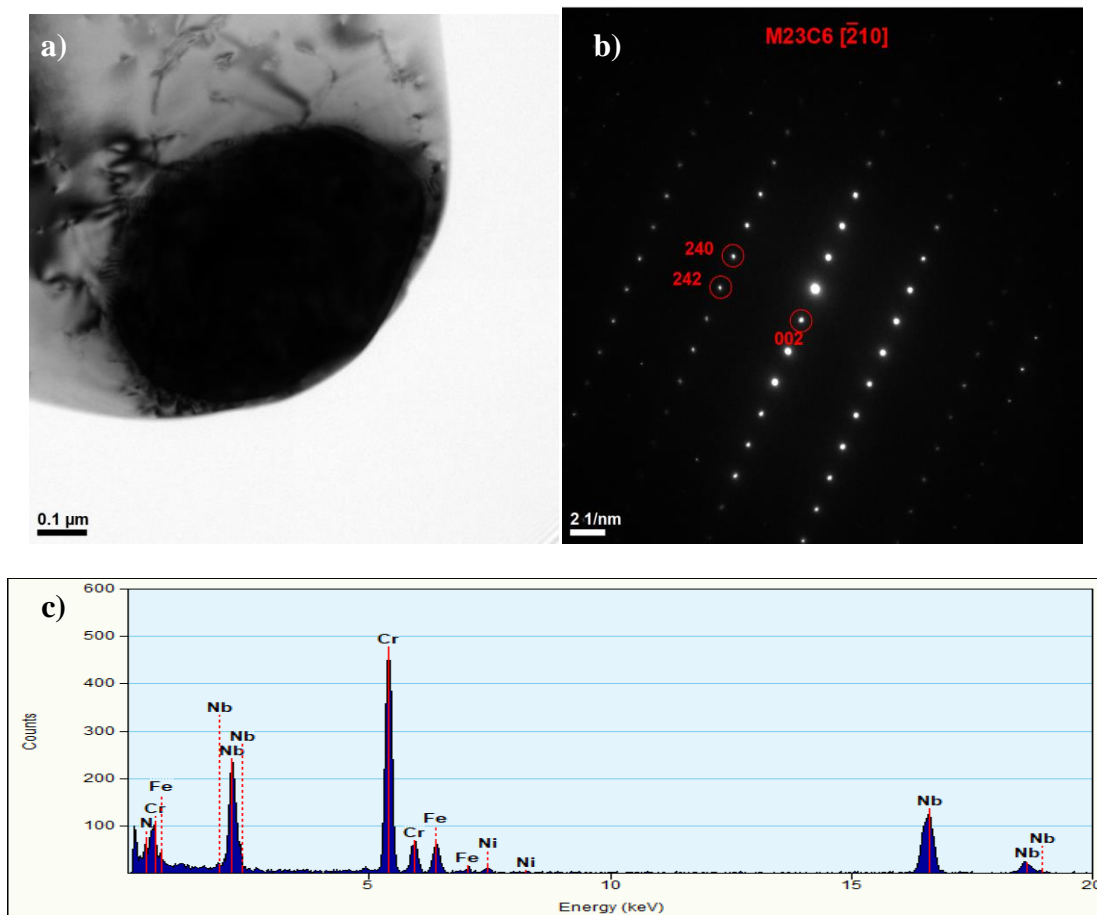 a)
0.1 µm
b)
M23C6 [2̄10]
240
242
002
2 1/nm
c)
600
500
400
300
200
100
Counts
N
Cr
Fe
Nb
Nb
Nb
Cr
Cr
Fe
Fe
Ni
Ni
Nb
Nb
Nb
5
10
15
20
Energy (keV)